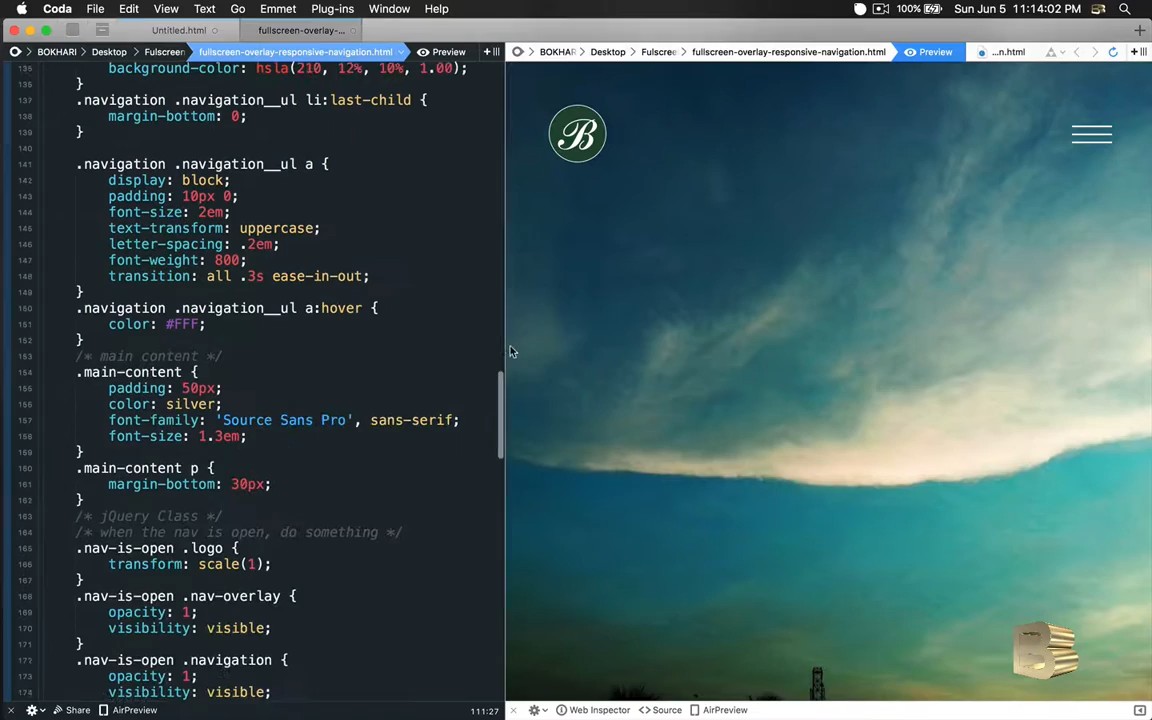 Coda File Edit View Text Go Emmet Plug-ins Window Help 100% Sun Jun 5 11:14:02 PM
Untitled.html fullscreen-overlay-...
BOKHARI Desktop Fullscreen fullscreen-overlay-responsive-navigation.html Preview BOKHARI Desktop Fullscre fullscreen-overlay-responsive-navigation.html Preview ...n.html
135 background-color: hsla(210, 12%, 10%, 1.00);
135 }
137 .navigation .navigation__ul li:last-child {
138 margin-bottom: 0;
139 }
140
141 .navigation .navigation__ul a {
142 display: block;
143 padding: 10px 0;
144 font-size: 2em;
145 text-transform: uppercase;
146 letter-spacing: .2em;
147 font-weight: 800;
148 transition: all .3s ease-in-out;
149 }
150 .navigation .navigation__ul a:hover {
151 color: #FFF;
152 }
153 /* main content */
154 .main-content {
155 padding: 50px;
156 color: silver;
157 font-family: 'Source Sans Pro', sans-serif;
158 font-size: 1.3em;
159 }
160 .main-content p {
161 margin-bottom: 30px;
162 }
163 /* jQuery Class */
164 /* when the nav is open, do something */
165 .nav-is-open .logo {
166 transform: scale(1);
167 }
168 .nav-is-open .nav-overlay {
169 opacity: 1;
170 visibility: visible;
171 }
172 .nav-is-open .navigation {
173 opacity: 1;
174 visibility: visible;
B
B
Share AirPreview 111:27 Web Inspector Source AirPreview